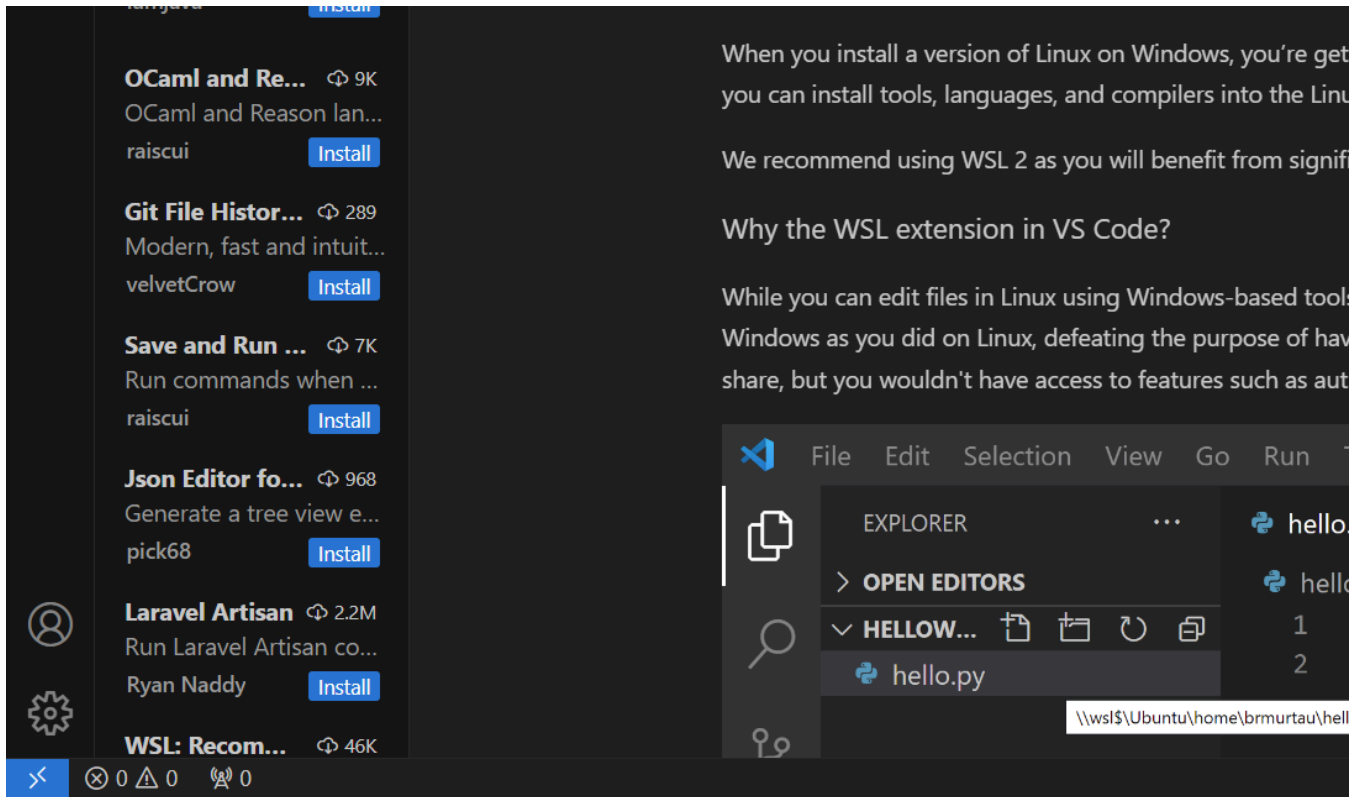 Install
OCaml and Re... 9K
OCaml and Reason lan...
raiscui Install
Git File Histor... 289
Modern, fast and intuit...
velvetCrow Install
Save and Run ... 7K
Run commands when ...
raiscui Install
Json Editor fo... 968
Generate a tree view e...
pick68 Install
Laravel Artisan 2.2M
Run Laravel Artisan co...
Ryan Naddy Install
WSL: Recom... 46K
0 0 0
When you install a version of Linux on Windows, you're get
you can install tools, languages, and compilers into the Linu
We recommend using WSL 2 as you will benefit from signifi
Why the WSL extension in VS Code?
While you can edit files in Linux using Windows-based tools
Windows as you did on Linux, defeating the purpose of hav
share, but you wouldn't have access to features such as aut
File Edit Selection View Go Run
EXPLORER ... hello.
OPEN EDITORS hello
HELLOW... 1
hello.py 2
\\wsl$\Ubuntu\home\brmurtau\hell